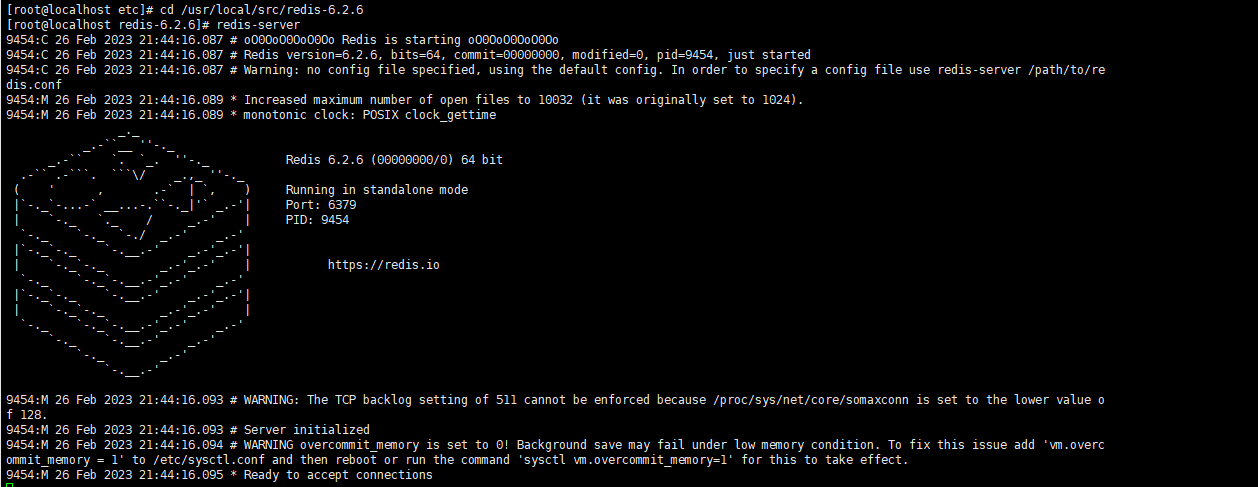 [root@localhost etc]# cd /usr/local/src/redis-6.2.6
[root@localhost redis-6.2.6]# redis-server
9454:C 26 Feb 2023 21:44:16.087 # oO0OoO0OoO0Oo Redis is starting oO0OoO0OoO0Oo
9454:C 26 Feb 2023 21:44:16.087 # Redis version=6.2.6, bits=64, commit=00000000, modified=0, pid=9454, just started
9454:C 26 Feb 2023 21:44:16.087 # Warning: no config file specified, using the default config. In order to specify a config file use redis-server /path/to/re
dis.conf
9454:M 26 Feb 2023 21:44:16.089 * Increased maximum number of open files to 10032 (it was originally set to 1024).
9454:M 26 Feb 2023 21:44:16.089 * monotonic clock: POSIX clock_gettime
Redis 6.2.6 (00000000/0) 64 bit
Running in standalone mode
Port: 6379
PID: 9454
https://redis.io
9454:M 26 Feb 2023 21:44:16.093 # WARNING: The TCP backlog setting of 511 cannot be enforced because /proc/sys/net/core/somaxconn is set to the lower value o
f 128.
9454:M 26 Feb 2023 21:44:16.093 # Server initialized
9454:M 26 Feb 2023 21:44:16.094 # WARNING overcommit_memory is set to 0! Background save may fail under low memory condition. To fix this issue add 'vm.overc
ommit_memory = 1' to /etc/sysctl.conf and then reboot or run the command 'sysctl vm.overcommit_memory=1' for this to take effect.
9454:M 26 Feb 2023 21:44:16.095 * Ready to accept connections